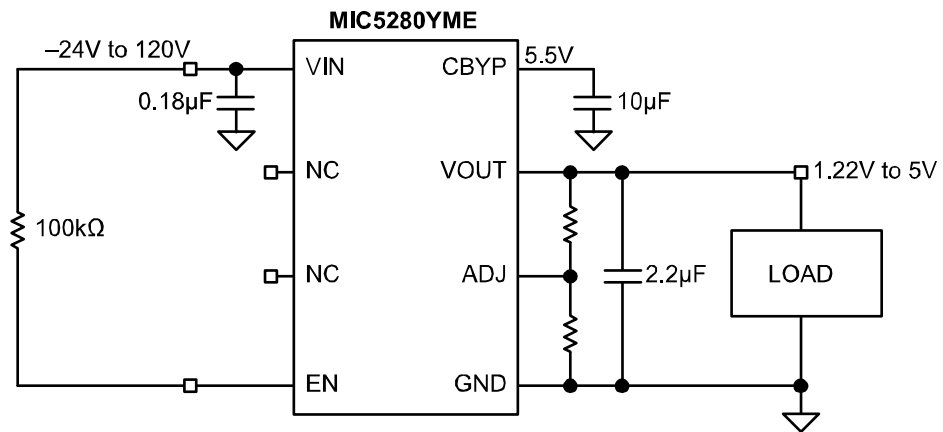 MIC5280YME
–24V to 120V
VIN
CBYP
5.5V
0.18µF
10µF
NC
VOUT
1.22V to 5V
100kΩ
NC
ADJ
2.2µF
LOAD
EN
GND